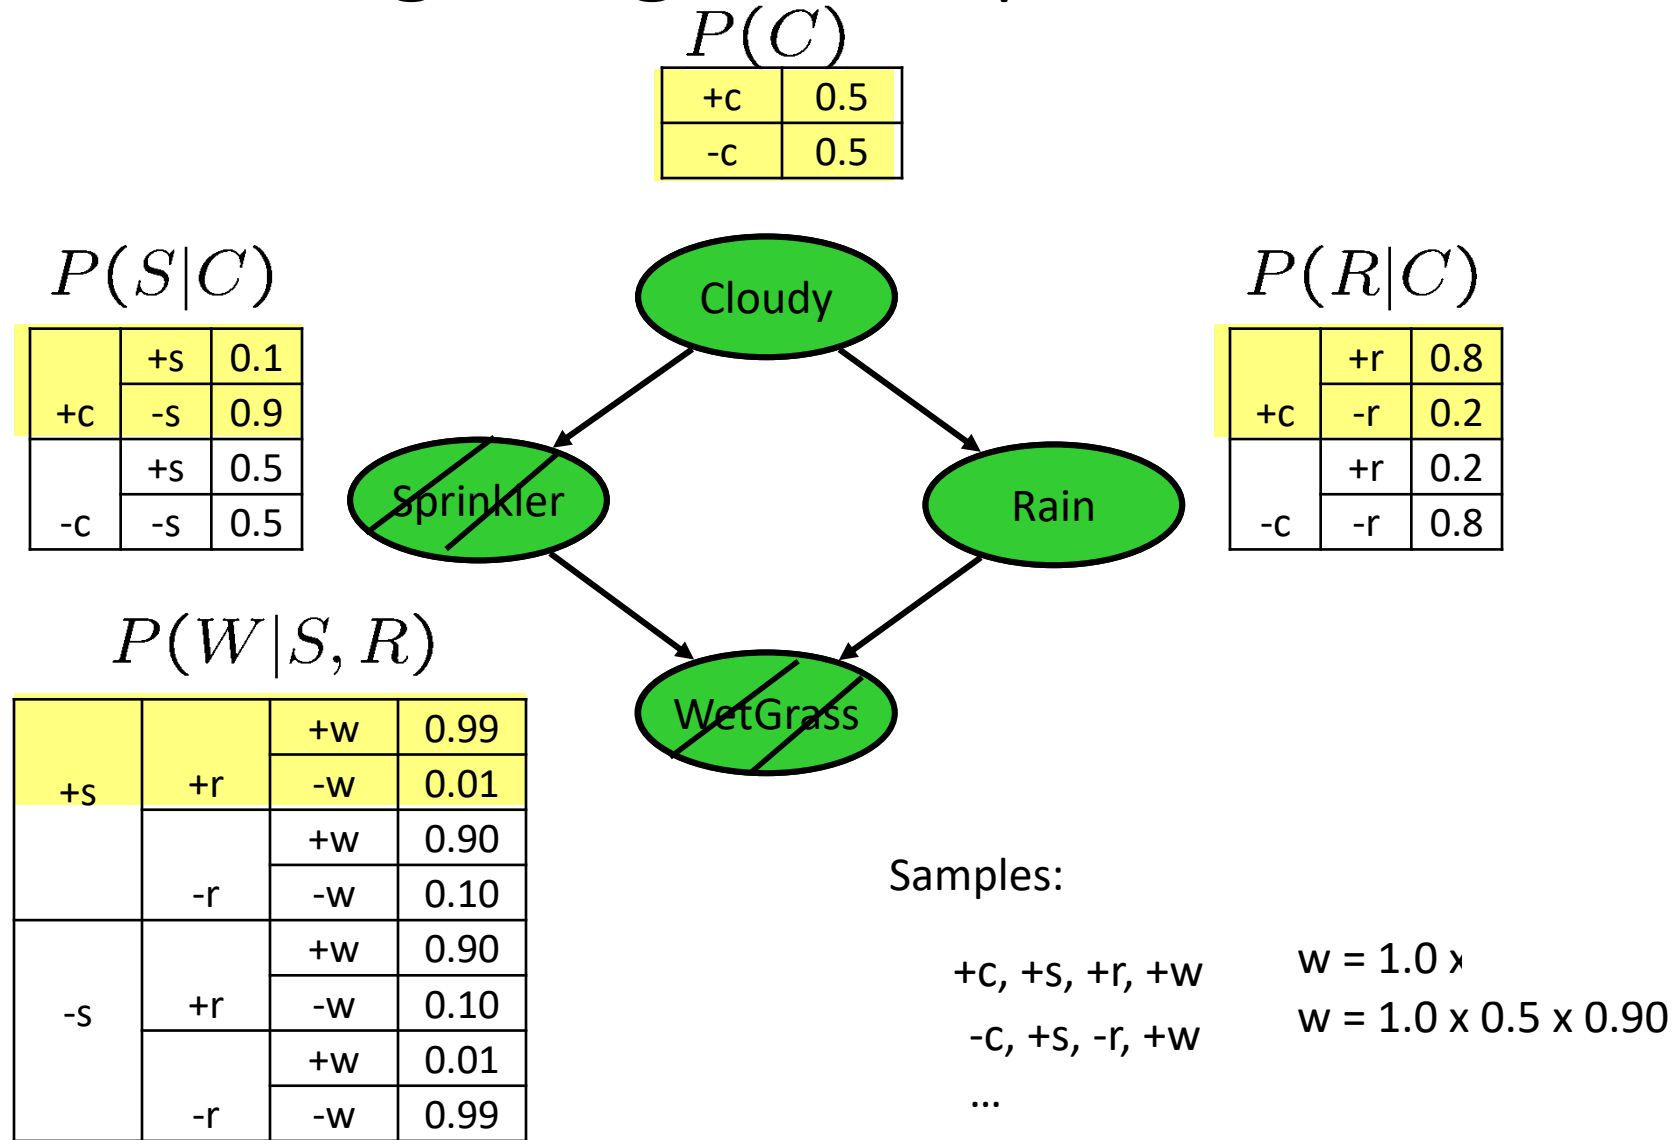 P(C)
+c 0.5
-c 0.5
P(S|C)
+s 0.1
+c -s 0.9
+s 0.5
-c -s 0.5
Cloudy
P(R|C)
+r 0.8
+c -r 0.2
+r 0.2
-c -r 0.8
Sprinkler
Rain
P(W|S, R)
+w 0.99
+s +r -w 0.01
+w 0.90
-r -w 0.10
+w 0.90
-s +r -w 0.10
+w 0.01
-r -w 0.99
WetGrass
Samples:
+c, +s, +r, +w w = 1.0 x
-c, +s, -r, +w w = 1.0 x 0.5 x 0.90
...